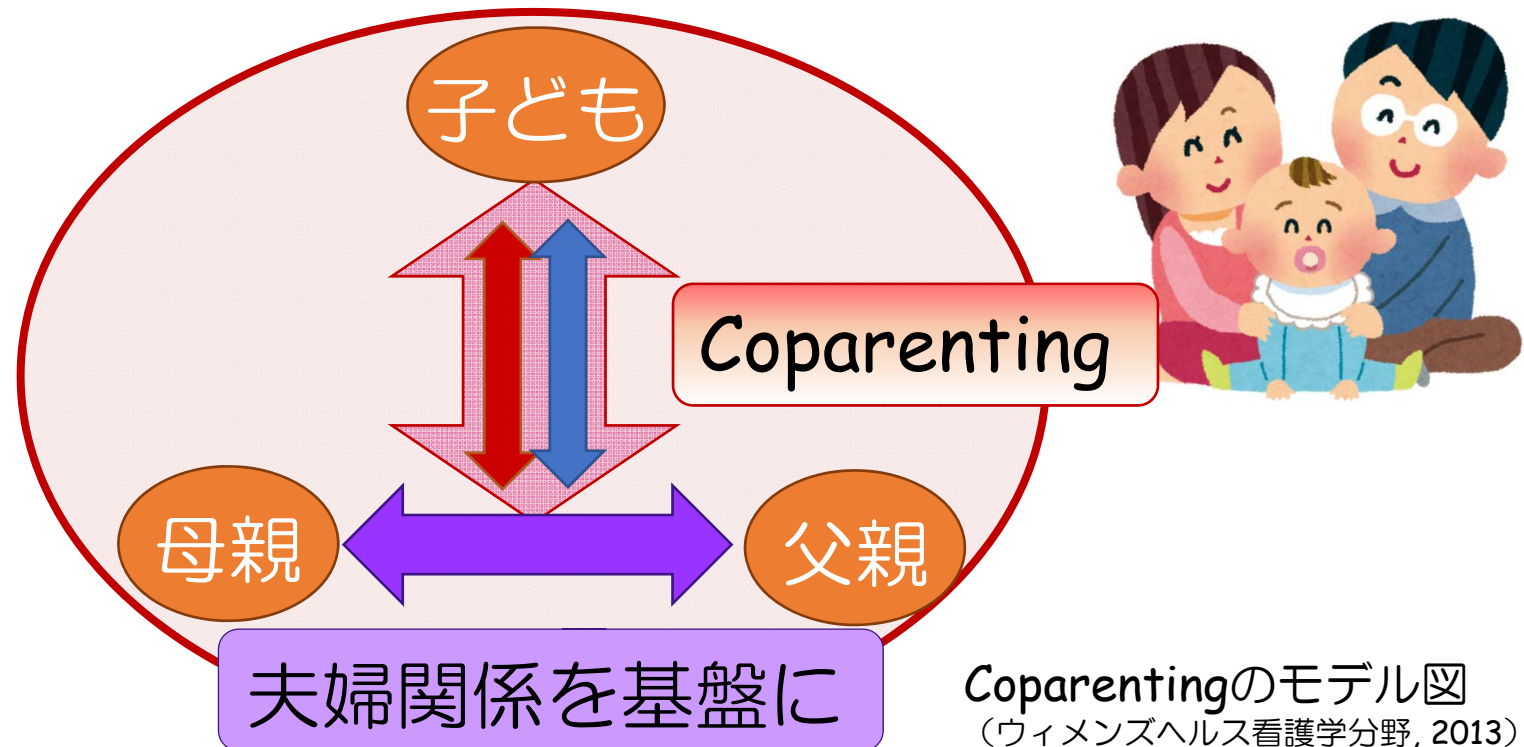 子ども
Coparenting
母親
父親
夫婦関係を基盤に
Coparentingのモデル図
（ウィメンズヘルス看護学分野, 2013）